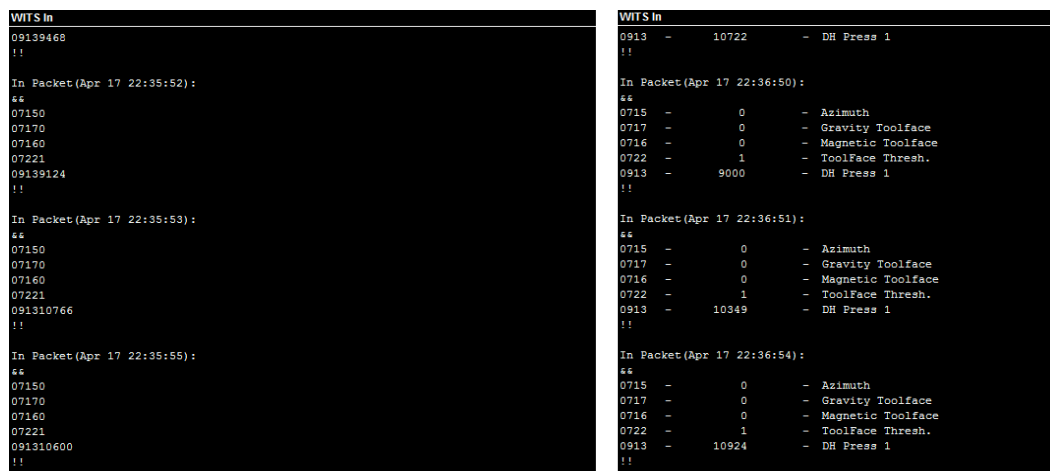 WITS In
09139468
!!
In Packet(Apr 17 22:35:52):
&&
07150
07170
07160
07221
09139124
!!
In Packet(Apr 17 22:35:53):
&&
07150
07170
07160
07221
091310766
!!
In Packet(Apr 17 22:35:55):
&&
07150
07170
07160
07221
091310600
!!
WITS In
0913 - 10722 - DH Press 1
!!
In Packet(Apr 17 22:36:50):
&&
0715 - 0 - Azimuth
0717 - 0 - Gravity Toolface
0716 - 0 - Magnetic Toolface
0722 - 1 - ToolFace Thresh.
0913 - 9000 - DH Press 1
!!
In Packet(Apr 17 22:36:51):
&&
0715 - 0 - Azimuth
0717 - 0 - Gravity Toolface
0716 - 0 - Magnetic Toolface
0722 - 1 - ToolFace Thresh.
0913 - 10349 - DH Press 1
!!
In Packet(Apr 17 22:36:54):
&&
0715 - 0 - Azimuth
0717 - 0 - Gravity Toolface
0716 - 0 - Magnetic Toolface
0722 - 1 - ToolFace Thresh.
0913 - 10924 - DH Press 1
!!